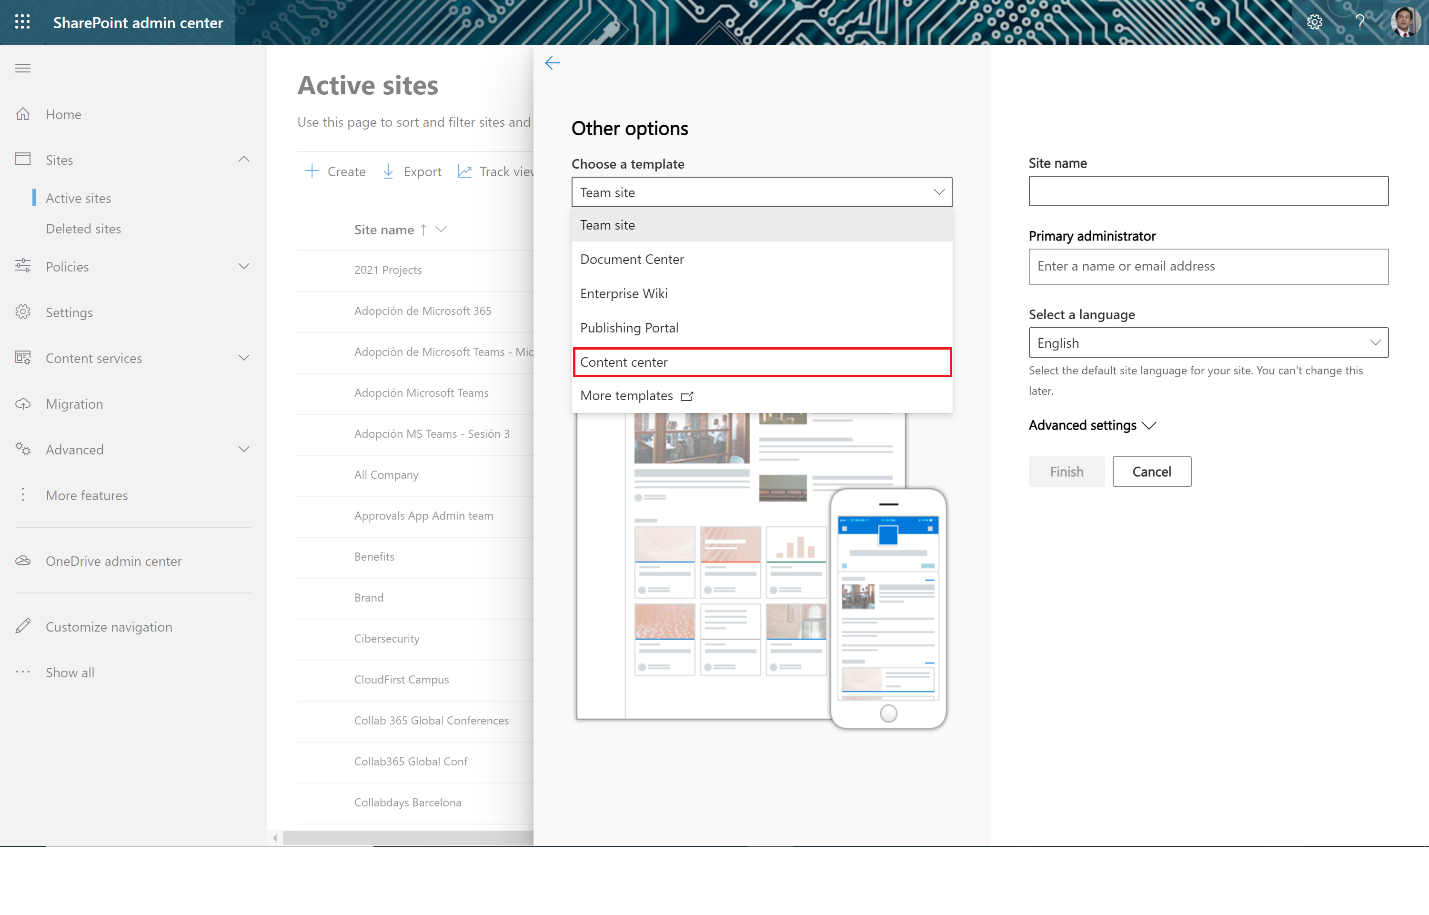 SharePoint admin center
?
Home
Sites
Active sites
Deleted sites
Policies
Settings
Content services
Migration
Advanced
More features
OneDrive admin center
Customize navigation
Show all
Active sites
Use this page to sort and filter sites and
Create
Export
Track view
Site name ↑
2021 Projects
Adopción de Microsoft 365
Adopción de Microsoft Teams - Mic
Adopción Microsoft Teams
Adopción MS Teams - Sesión 3
All Company
Approvals App Admin team
Benefits
Brand
Cibersecurity
CloudFirst Campus
Collab 365 Global Conferences
Collab365 Global Conf
Collabdays Barcelona
Other options
Choose a template
Team site
Team site
Document Center
Enterprise Wiki
Publishing Portal
Content center
More templates
Site name
Primary administrator
Enter a name or email address
Select a language
English
Select the default site language for your site. You can't change this
later.
Advanced settings
Finish
Cancel